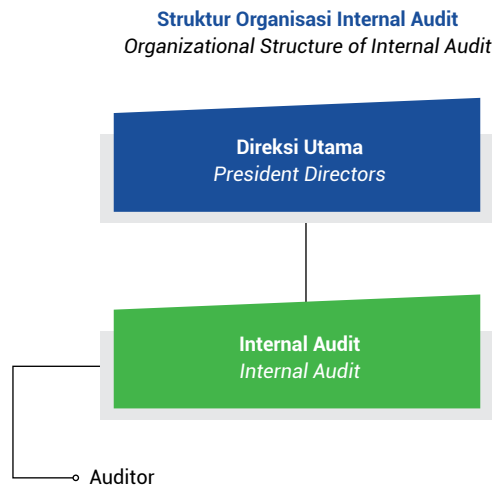 Struktur Organisasi Internal Audit
Organizational Structure of Internal Audit
Direksi Utama
President Directors
Internal Audit
Internal Audit
Auditor